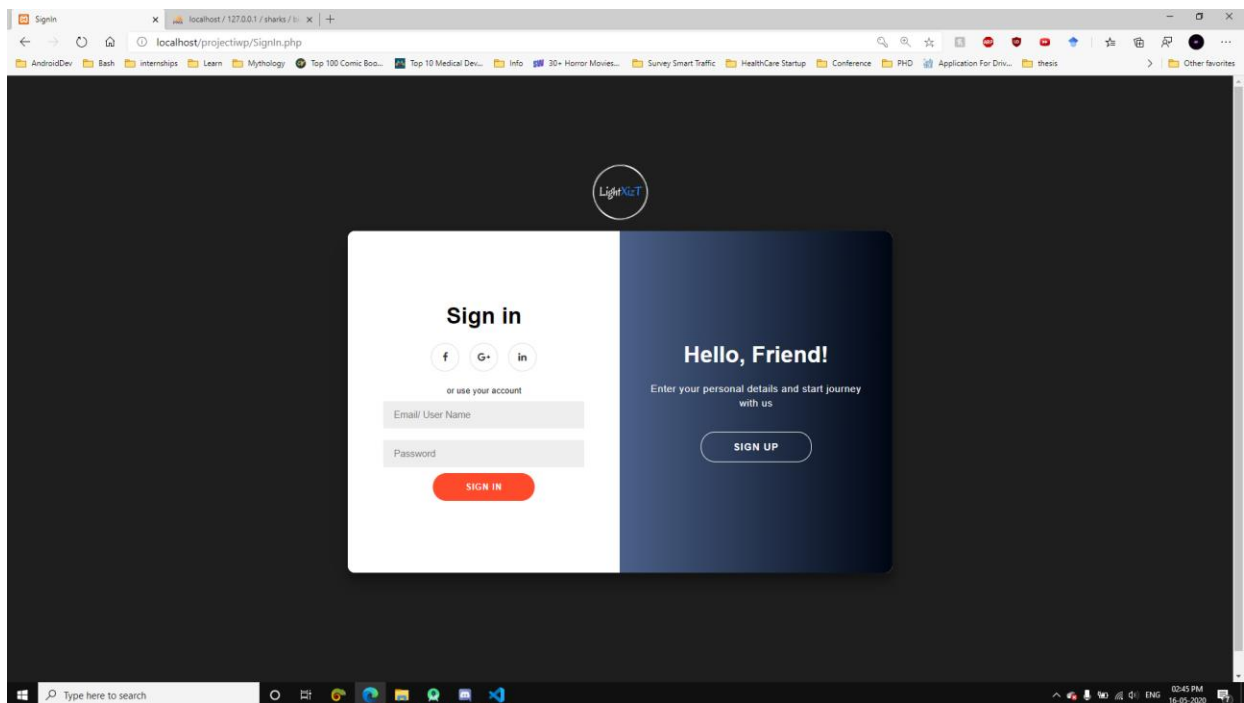 SignIn
localhost / 127.0.0.1 / sharks /
localhost/projectiwp/SignIn.php
AndroidDev Bash internships Learn Mythology Top 100 Comic Boo... Top 10 Medical Dev... Info 30+ Horror Movies... Survey Smart Traffic HealthCare Startup Conference PHD Application For Driv... thesis Other favorites
LightXizT
Sign in
f G+ in
or use your account
Email/ User Name
Password
SIGN IN
Hello, Friend!
Enter your personal details and start journey
with us
SIGN UP
Type here to search
ENG
02:45 PM
16-05-2020